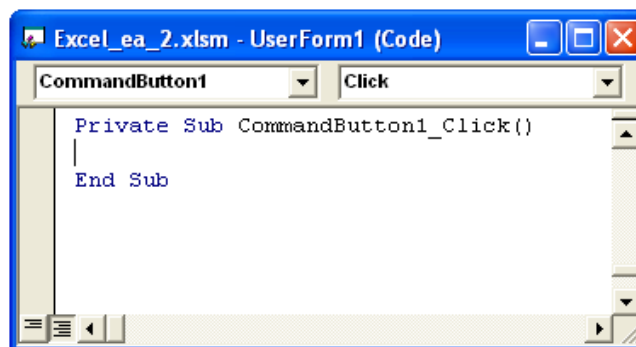 Excel_ea_2.xlsm - UserForm1 (Code)
CommandButton1 Click
Private Sub CommandButton1_Click()
End Sub